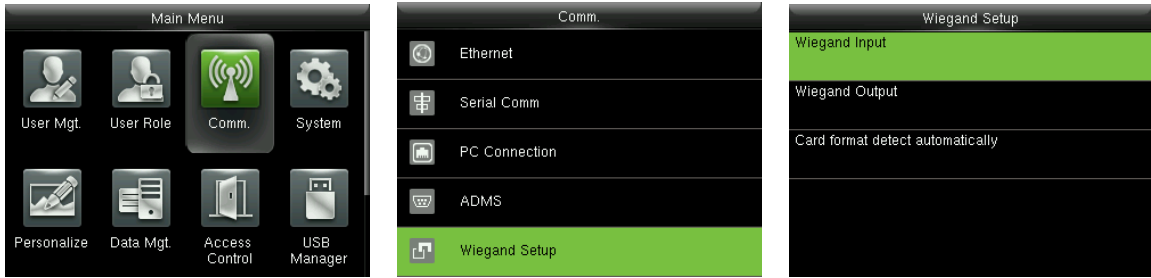 Main Menu
User Mgt.
User Role
Comm.
System
Personalize
Data Mgt.
Access
Control
USB
Manager
Comm.
Ethernet
Serial Comm
PC Connection
ADMS
Wiegand Setup
Wiegand Setup
Wiegand Input
Wiegand Output
Card format detect automatically